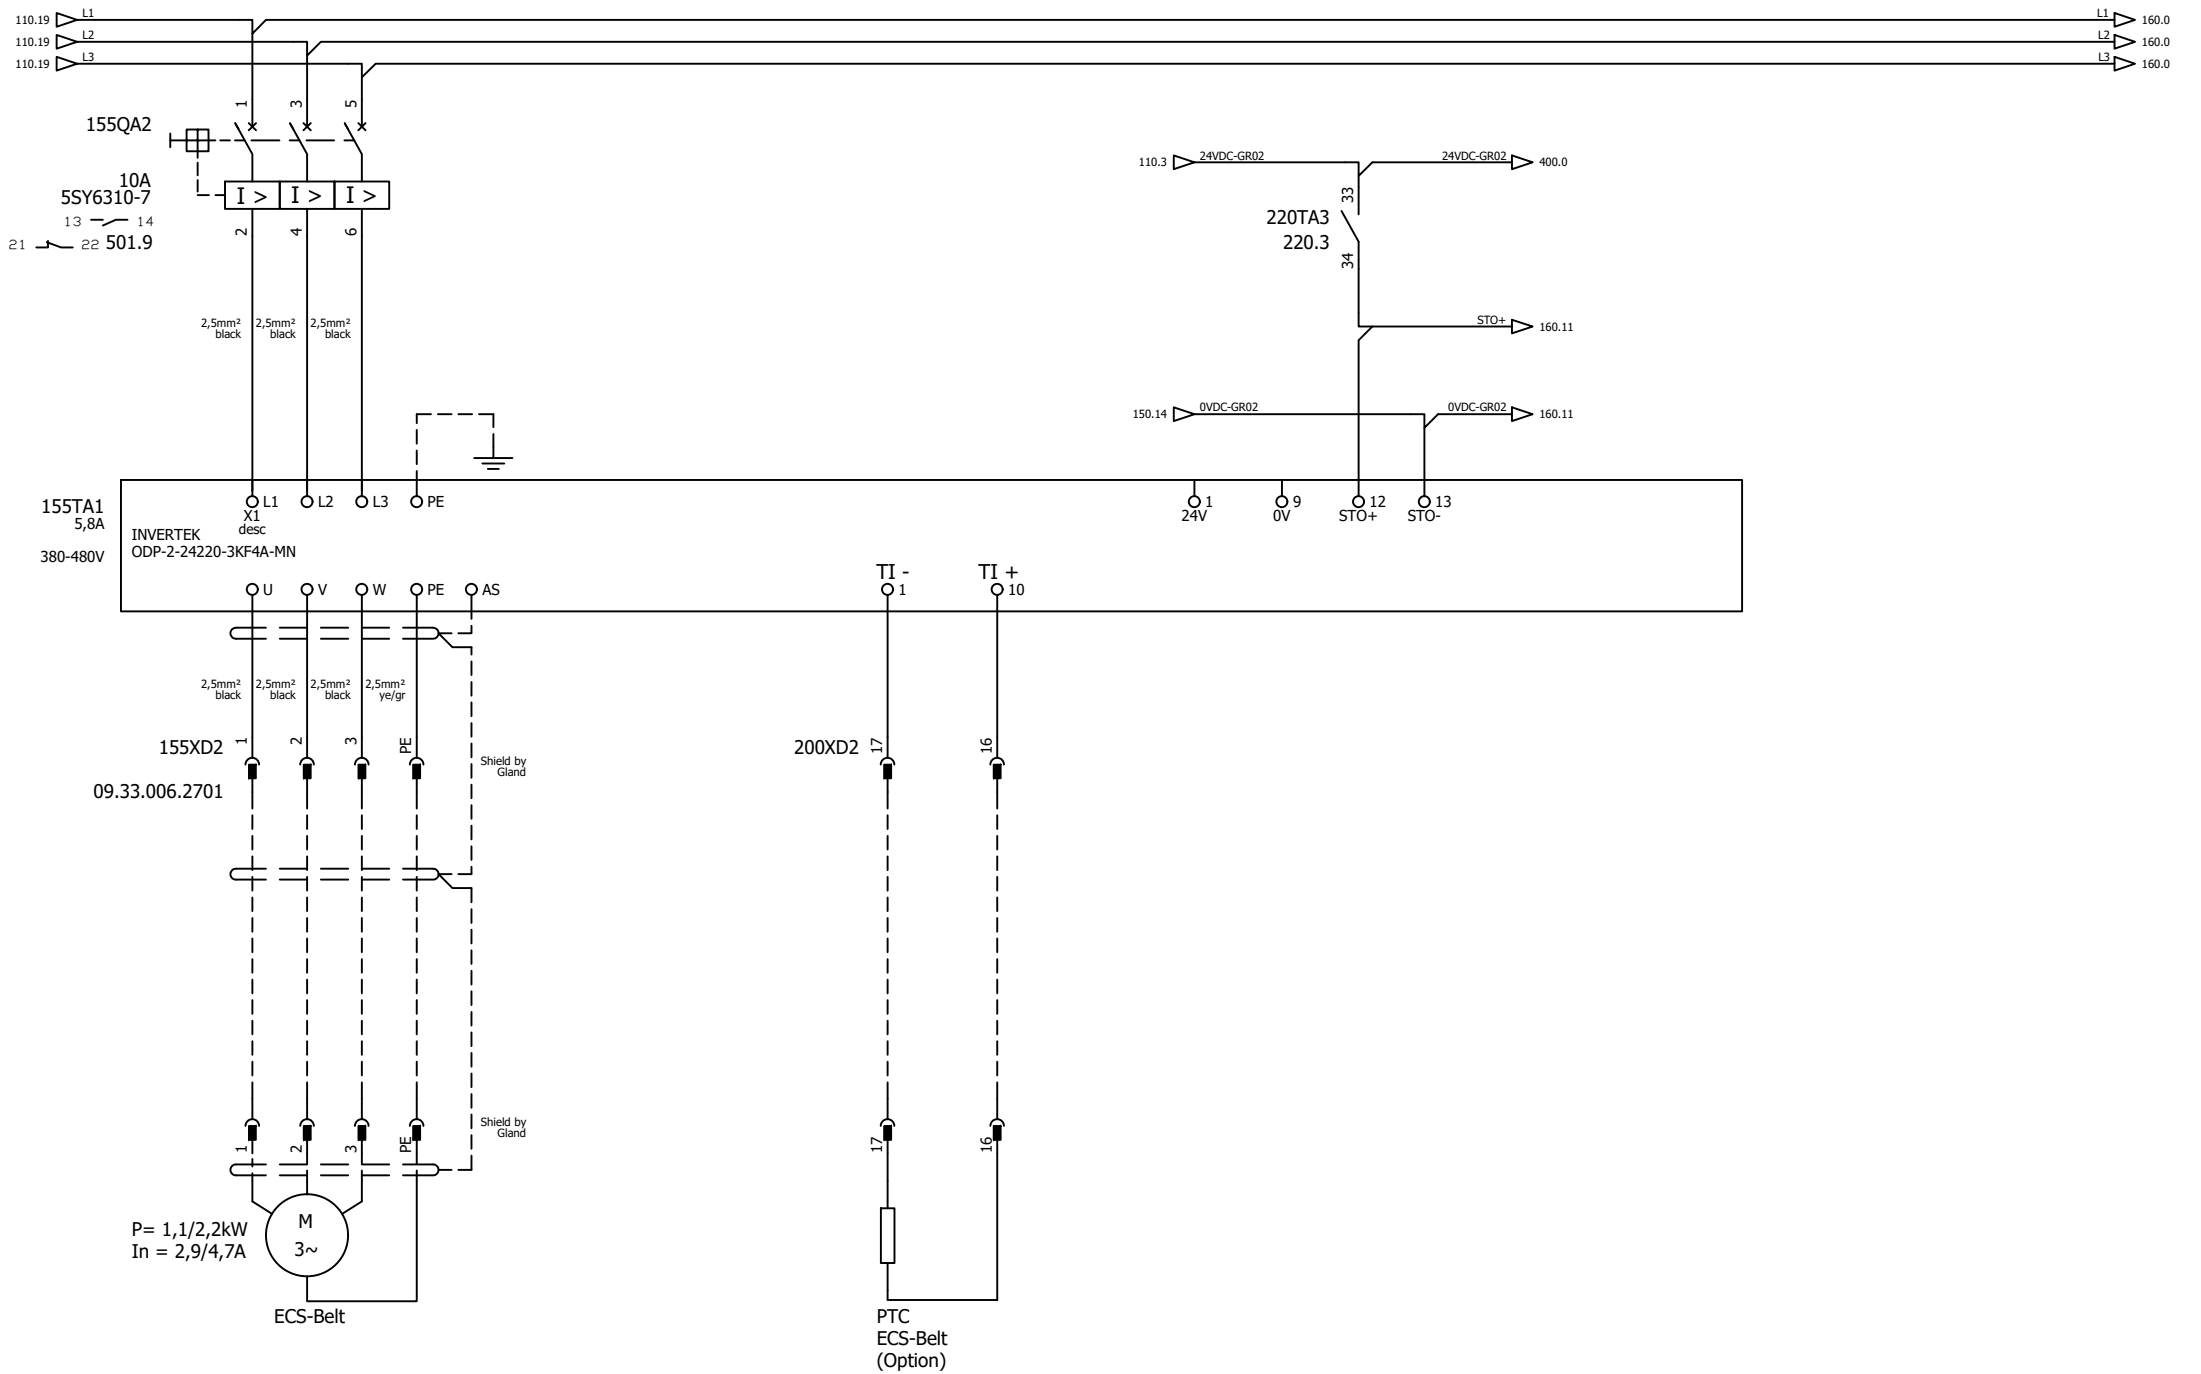 110.19 L1 L1 160.0
110.19 L2 L2 160.0
110.19 L3 L3 160.0
1 3 5
155QA2
10A
5SY6310-7
I > I > I >
13 14
21 22 501.9
2 4 6
110.3 24VDC-GR02 24VDC-GR02 400.0
33
220TA3
220.3
34
2,5mm² 2,5mm² 2,5mm²
black black black
STO+ 160.11
150.14 0VDC-GR02 0VDC-GR02 160.11
155TA1
5,8A
380-480V
L1 L2 L3 PE 1 9 12 13
X1 24V 0V STO+ STO-
desc
INVERTEK
ODP-2-24220-3KF4A-MN
TI - TI +
U V W PE AS 1 10
2,5mm² 2,5mm² 2,5mm² 2,5mm²
black black black ye/gr
155XD2 1 2 3 PE 200XD2 17 16
Shield by
Gland
09.33.006.2701
Shield by
Gland
1 2 3 PE 17 16
M
3~
P= 1,1/2,2kW
In = 2,9/4,7A
ECS-Belt
PTC
ECS-Belt
(Option)